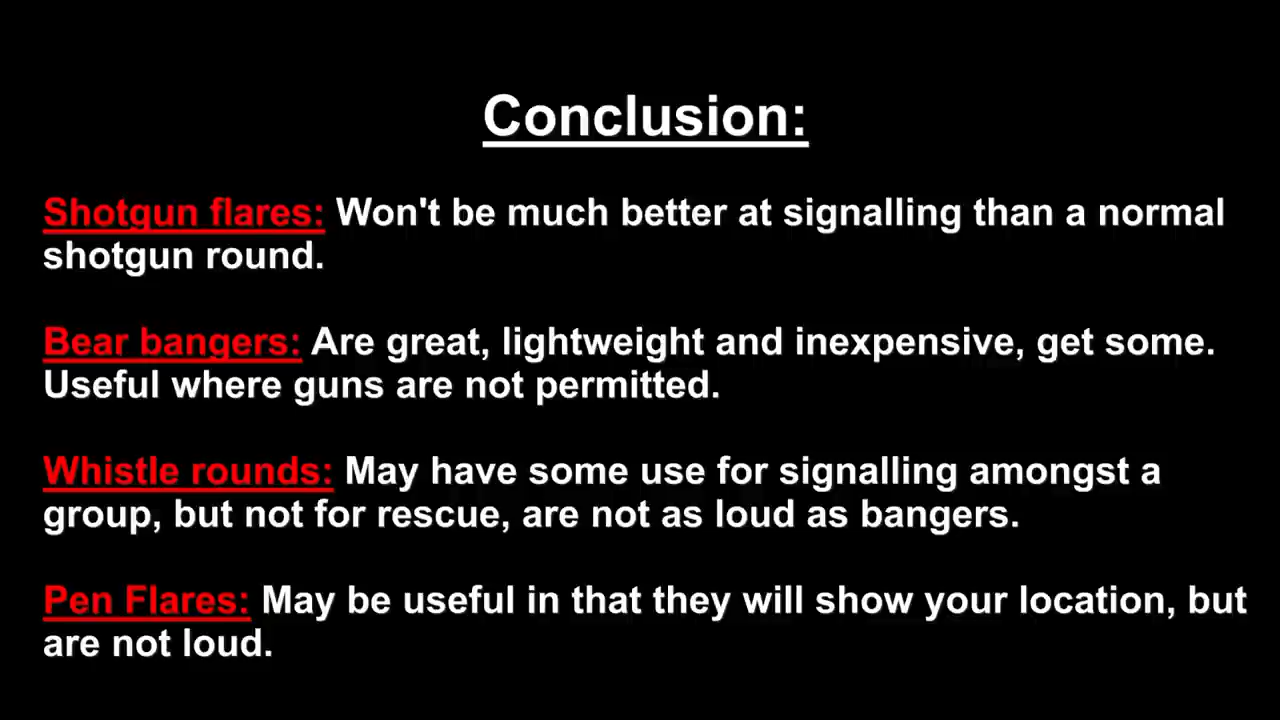 Conclusion:
Shotgun flares: Won't be much better at signalling than a normal
shotgun round.
Bear bangers: Are great, lightweight and inexpensive, get some.
Useful where guns are not permitted.
Whistle rounds: May have some use for signalling amongst a
group, but not for rescue, are not as loud as bangers.
Pen Flares: May be useful in that they will show your location, but
are not loud.